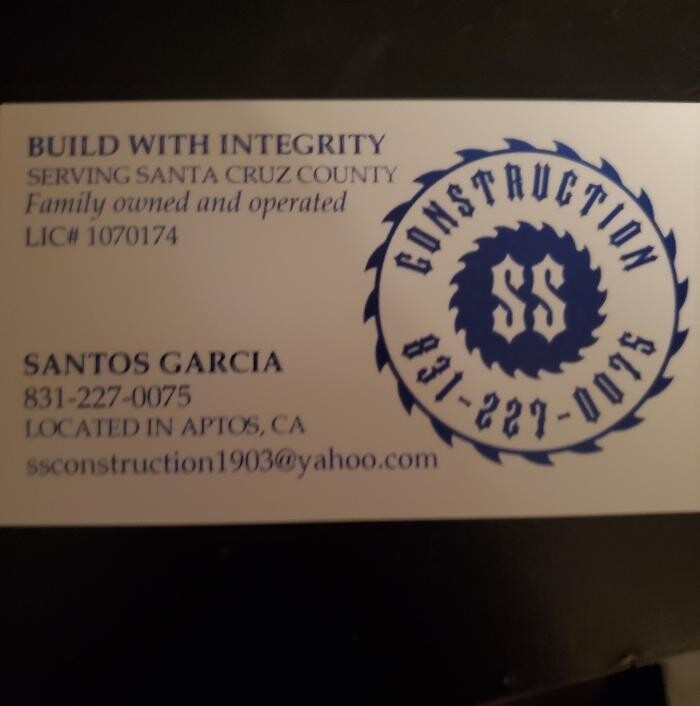 BUILD WITH INTEGRITY
SERVING SANTA CRUZ COUNTY
Family owned and operated
LIC# 1070174
SANTOS GARCIA
831-227-0075
LOCATED IN APTOS, CA
ssconstruction1903@yahoo.com
CONSTRUCTION
SS
831-227-0075